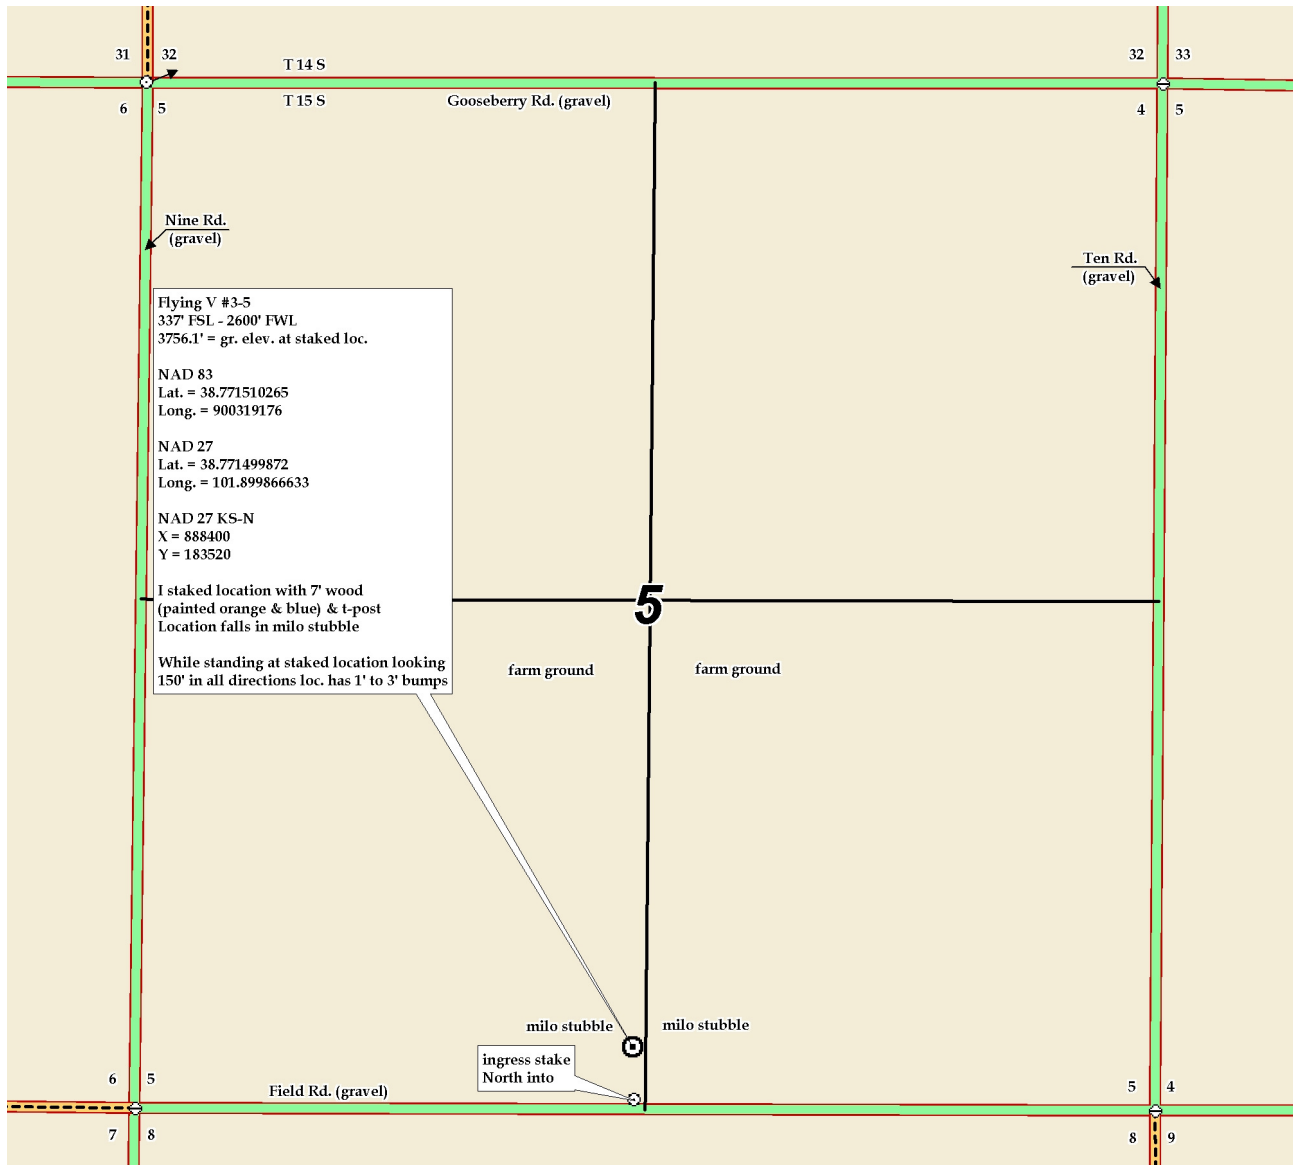 31 32
32 33
T 14 S
6 5
T 15 S
Gooseberry Rd. (gravel)
4 5
Nine Rd.
(gravel)
Ten Rd.
(gravel)
Flying V #3-5
337' FSL - 2600' FWL
3756.1' = gr. elev. at staked loc.
NAD 83
Lat. = 38.771510265
Long. = 900319176
NAD 27
Lat. = 38.771499872
Long. = 101.899866633
NAD 27 KS-N
X = 888400
Y = 183520
I staked location with 7' wood
(painted orange & blue) & t-post
Location falls in milo stubble
While standing at staked location looking
150' in all directions loc. has 1' to 3' bumps
5
farm ground
farm ground
milo stubble
milo stubble
ingress stake
North into
6 5
Field Rd. (gravel)
5 4
7 8
8 9